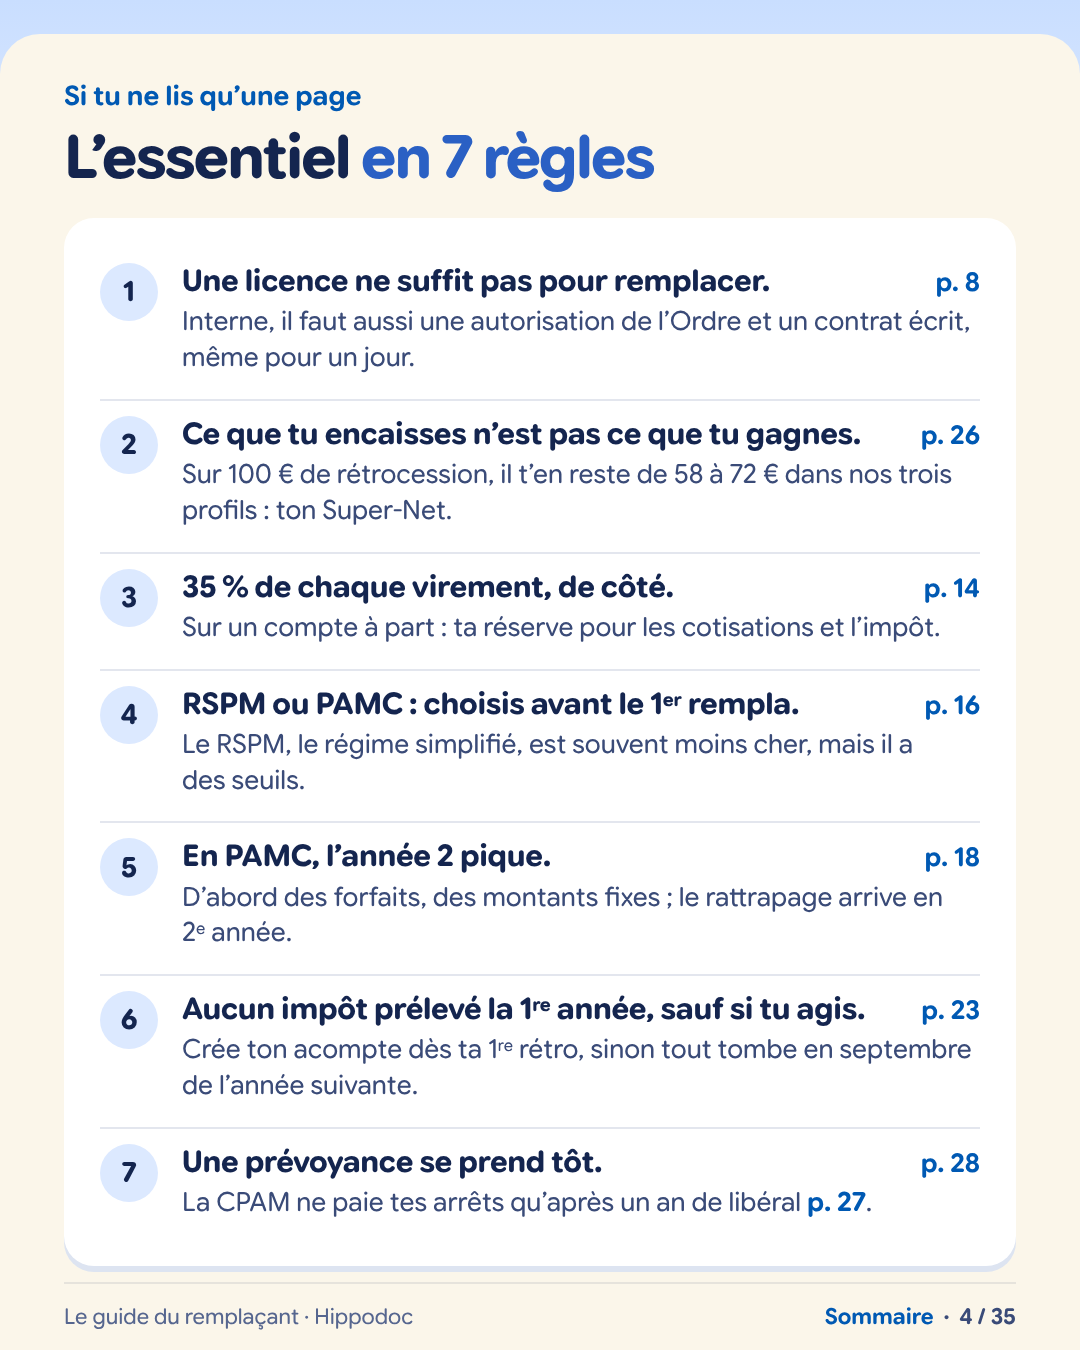 Si tu ne lis qu’une page
L’essentiel en 7 règles
1
Une licence ne suffit pas pour remplacer. p. 8
Interne, il faut aussi une autorisation de l’Ordre et un contrat écrit,
même pour un jour.
2
Ce que tu encaisses n’est pas ce que tu gagnes. p. 26
Sur 100 € de rétrocession, il t’en reste de 58 à 72 € dans nos trois
profils : ton Super-Net.
3
35 % de chaque virement, de côté. p. 14
Sur un compte à part : ta réserve pour les cotisations et l’impôt.
4
RSPM ou PAMC : choisis avant le 1er rempla. p. 16
Le RSPM, le régime simplifié, est souvent moins cher, mais il a
des seuils.
5
En PAMC, l’année 2 pique. p. 18
D’abord des forfaits, des montants fixes ; le rattrapage arrive en
2e année.
6
Aucun impôt prélevé la 1re année, sauf si tu agis. p. 23
Crée ton acompte dès ta 1re rétro, sinon tout tombe en septembre
de l’année suivante.
7
Une prévoyance se prend tôt. p. 28
La CPAM ne paie tes arrêts qu’après un an de libéral p. 27.
Le guide du remplaçant · Hippodoc
Sommaire · 4 / 35